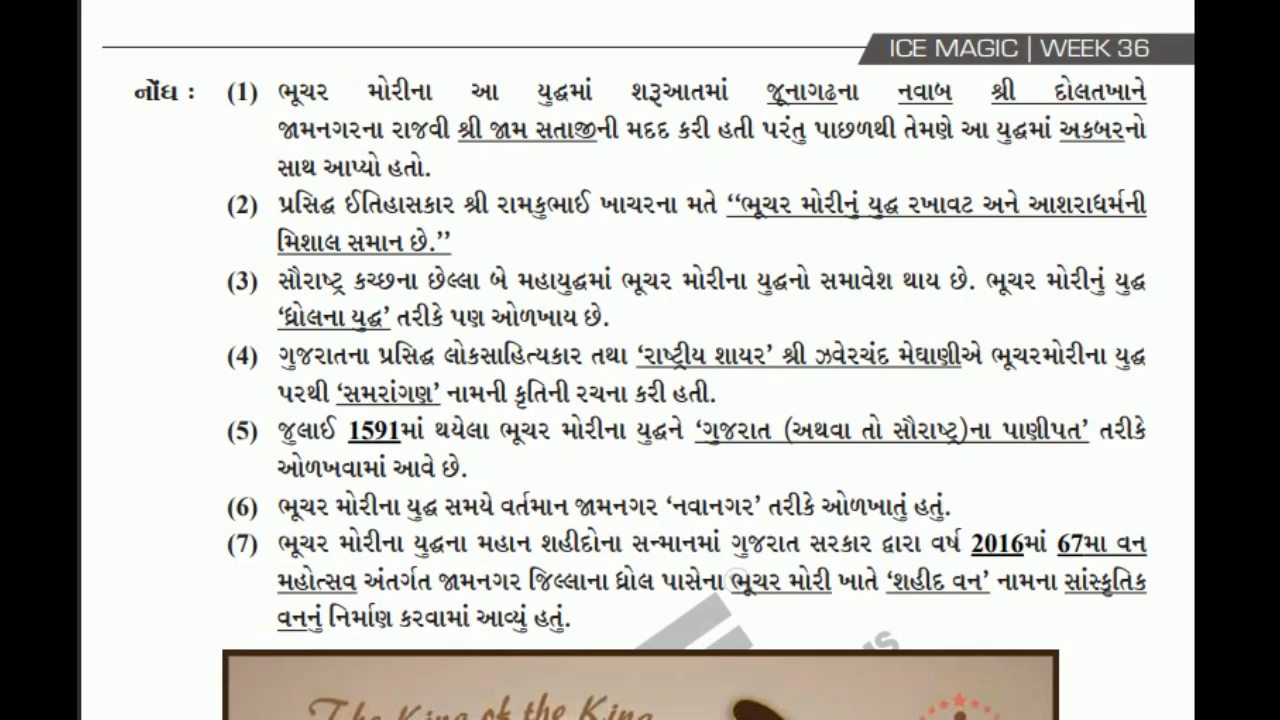 ICE MAGIC | WEEK 36
નોંધ : (1) ભૂચર મોરીના આ યુદ્ધમાં શરૂઆતમાં જૂનાગઢના નવાબ શ્રી દોલતખાને
જામનગરના રાજવી શ્રી જામ સતાજીની મદદ કરી હતી પરંતુ પાછળથી તેમણે આ યુદ્ધમાં અકબરનો
સાથ આપ્યો હતો.
(2) પ્રસિદ્ધ ઈતિહાસકાર શ્રી રામકુભાઈ ખાચરના મતે ‘‘ભૂચર મોરીનું યુદ્ધ રખાવટ અને આશરાધર્મની
મિશાલ સમાન છે.’’
(3) સૌરાષ્ટ્ર કચ્છના છેલ્લા બે મહાયુદ્ધમાં ભૂચર મોરીના યુદ્ધનો સમાવેશ થાય છે. ભૂચર મોરીનું યુદ્ધ
‘ધ્રોલના યુદ્ધ’ તરીકે પણ ઓળખાય છે.
(4) ગુજરાતના પ્રસિદ્ધ લોકસાહિત્યકાર તથા ‘રાષ્ટ્રીય શાયર’ શ્રી ઝવેરચંદ મેઘાણીએ ભૂચરમોરીના યુદ્ધ
પરથી ‘સમરાંગણ’ નામની કૃતિની રચના કરી હતી.
(5) જુલાઈ 1591માં થયેલા ભૂચર મોરીના યુદ્ધને ‘ગુજરાત (અથવા તો સૌરાષ્ટ્ર)ના પાણીપત’ તરીકે
ઓળખવામાં આવે છે.
(6) ભૂચર મોરીના યુદ્ધ સમયે વર્તમાન જામનગર ‘નવાનગર’ તરીકે ઓળખાતું હતું.
(7) ભૂચર મોરીના યુદ્ધના મહાન શહીદોના સન્માનમાં ગુજરાત સરકાર દ્વારા વર્ષ 2016માં 67મા વન
મહોત્સવ અંતર્ગત જામનગર જિલ્લાના ધ્રોલ પાસેના ભૂચર મોરી ખાતે ‘શહીદ વન’ નામના સાંસ્કૃતિક
વનનું નિર્માણ કરવામાં આવ્યું હતું.
The King of the King